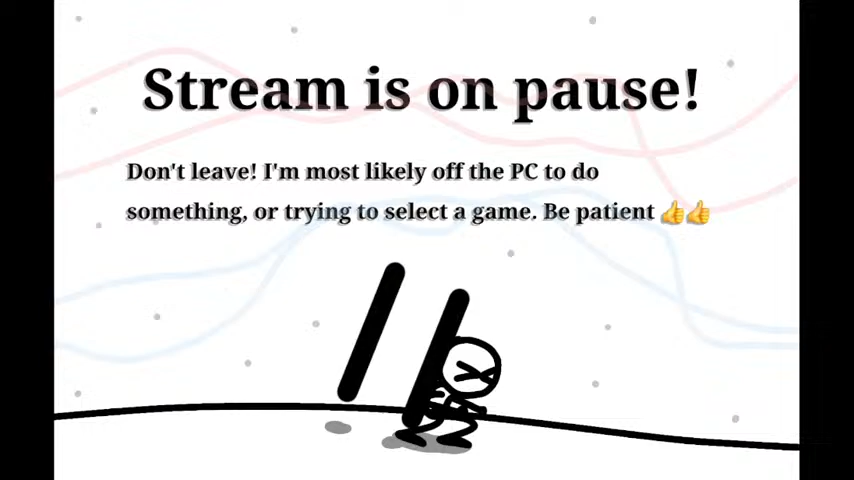 Stream is on pause!
Don't leave! I'm most likely off the PC to do
something, or trying to select a game. Be patient 👍👍